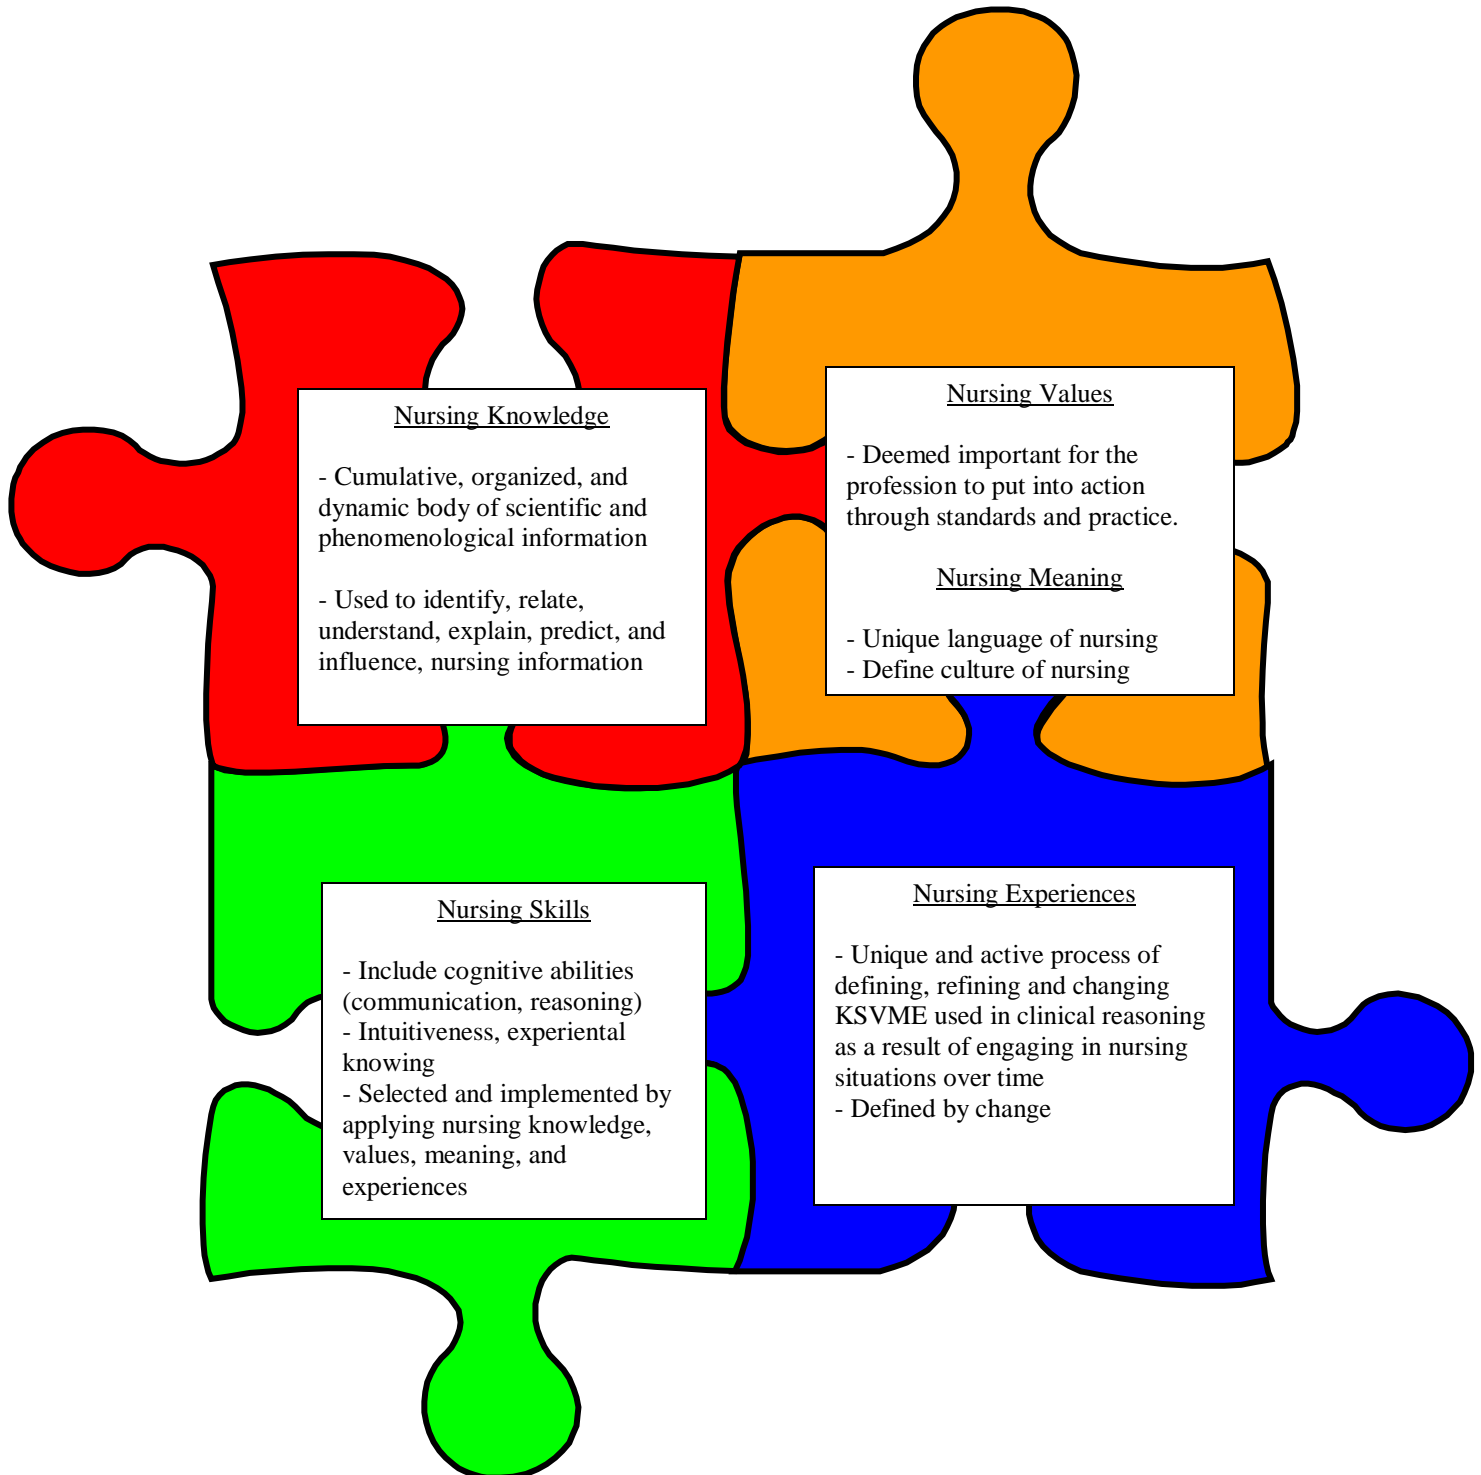 Nursing Knowledge
- Cumulative, organized, and
dynamic body of scientific and
phenomenological information
- Used to identify, relate,
understand, explain, predict, and
influence, nursing information
Nursing Values
- Deemed important for the
profession to put into action
through standards and practice.
Nursing Meaning
- Unique language of nursing
- Define culture of nursing
Nursing Skills
- Include cognitive abilities
(communication, reasoning)
- Intuitiveness, experiental
knowing
- Selected and implemented by
applying nursing knowledge,
values, meaning, and
experiences
Nursing Experiences
- Unique and active process of
defining, refining and changing
KSVME used in clinical reasoning
as a result of engaging in nursing
situations over time
- Defined by change